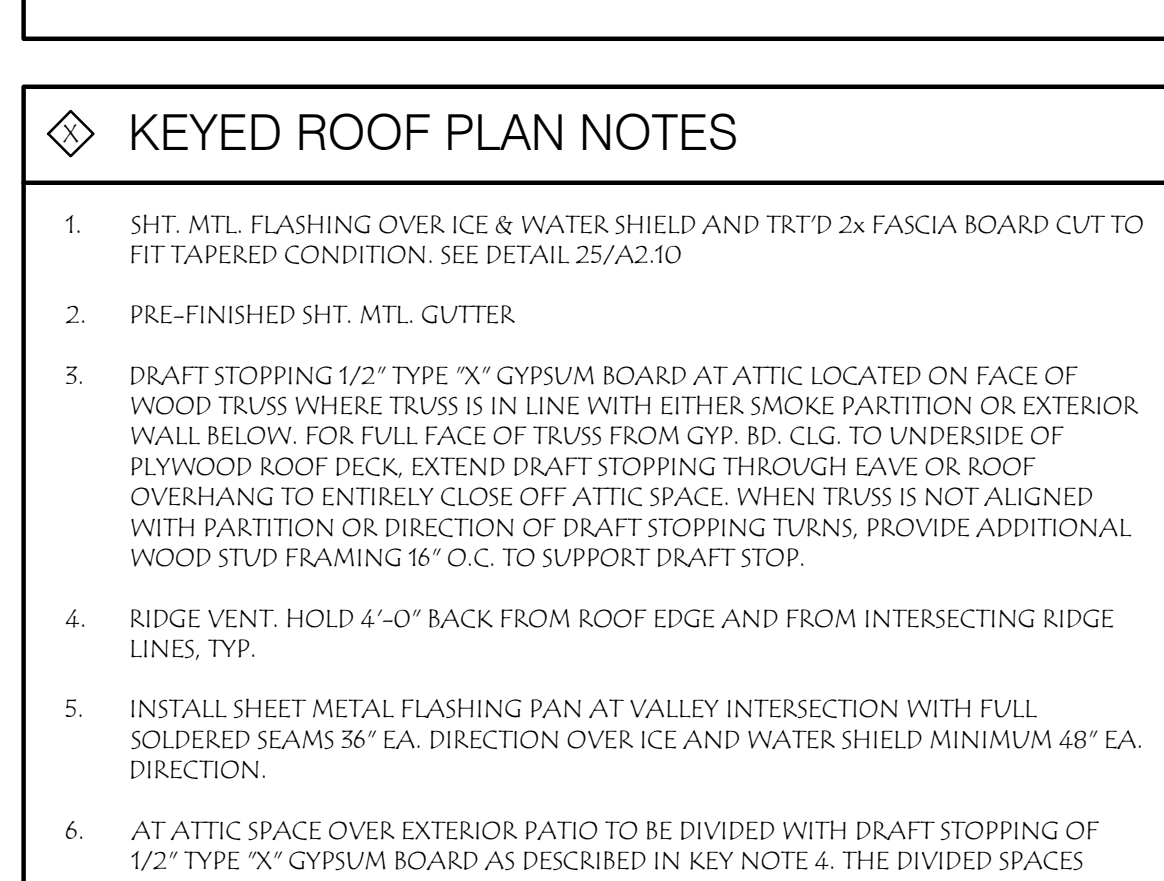 X KEYED ROOF PLAN NOTES
1. SHT. MTL. FLASHING OVER ICE & WATER SHIELD AND TRT'D 2x FASCIA BOARD CUT TO
FIT TAPERED CONDITION. SEE DETAIL 25/A2.10
2. PRE-FINISHED SHT. MTL. GUTTER
3. DRAFT STOPPING 1/2" TYPE "X" GYPSUM BOARD AT ATTIC LOCATED ON FACE OF
WOOD TRUSS WHERE TRUSS IS IN LINE WITH EITHER SMOKE PARTITION OR EXTERIOR
WALL BELOW. FOR FULL FACE OF TRUSS FROM GYP. BD. CLG. TO UNDERSIDE OF
PLYWOOD ROOF DECK, EXTEND DRAFT STOPPING THROUGH EAVE OR ROOF
OVERHANG TO ENTIRELY CLOSE OFF ATTIC SPACE. WHEN TRUSS IS NOT ALIGNED
WITH PARTITION OR DIRECTION OF DRAFT STOPPING TURNS, PROVIDE ADDITIONAL
WOOD STUD FRAMING 16" O.C. TO SUPPORT DRAFT STOP.
4. RIDGE VENT. HOLD 4'-0" BACK FROM ROOF EDGE AND FROM INTERSECTING RIDGE
LINES, TYP.
5. INSTALL SHEET METAL FLASHING PAN AT VALLEY INTERSECTION WITH FULL
SOLDERED SEAMS 36" EA. DIRECTION OVER ICE AND WATER SHIELD MINIMUM 48" EA.
DIRECTION.
6. AT ATTIC SPACE OVER EXTERIOR PATIO TO BE DIVIDED WITH DRAFT STOPPING OF
1/2" TYPE "X" GYPSUM BOARD AS DESCRIBED IN KEY NOTE 4. THE DIVIDED SPACES